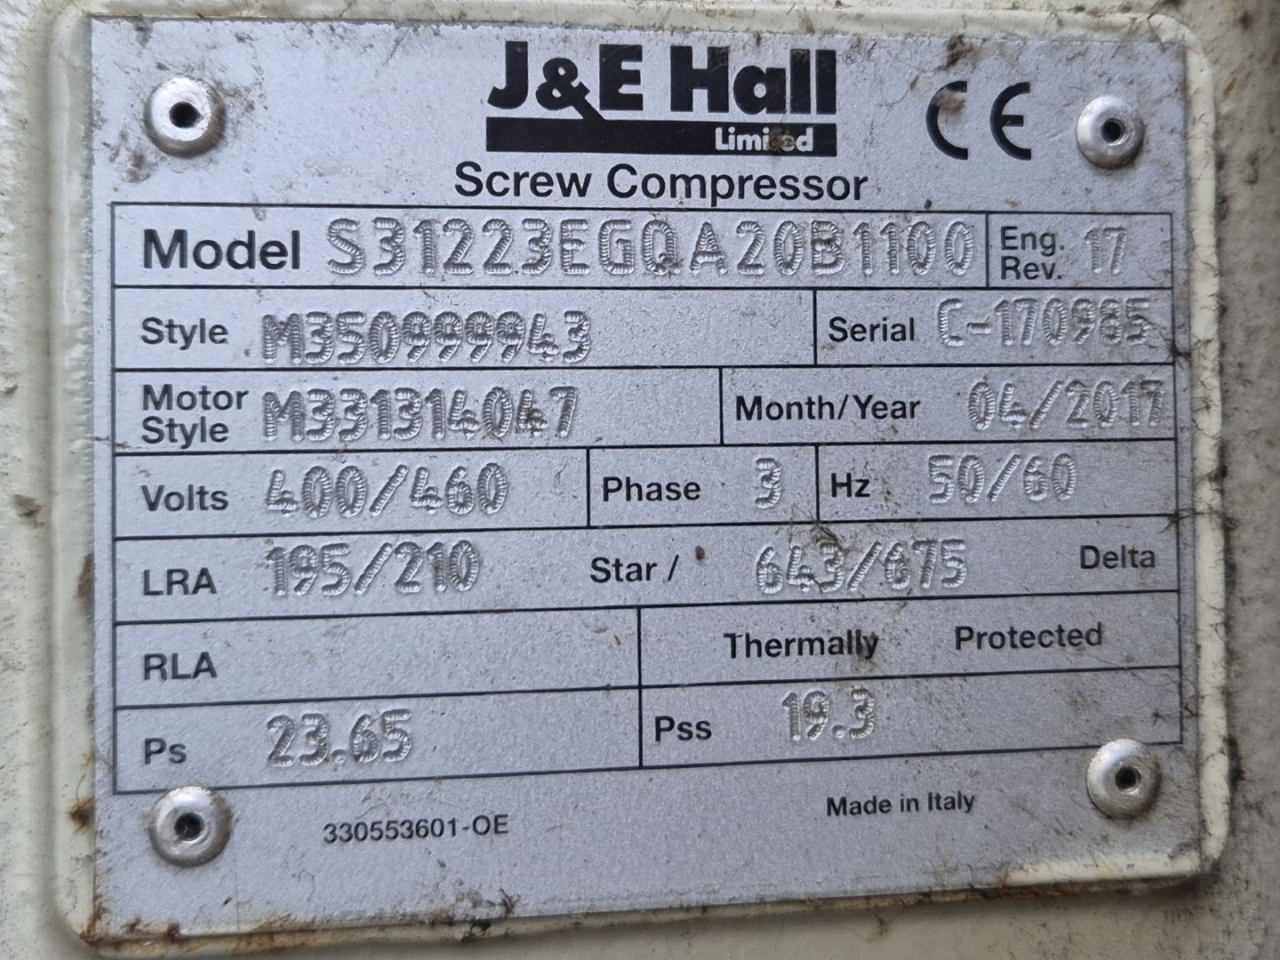 J&E Hall
Limited
CE
Screw Compressor
Model S31223EGQA20B1100 Eng. Rev. 17
Style M350999943 Serial C-170985
Motor Style M331314047 Month/Year 04/2017
Volts 400/460 Phase 3 Hz 50/60
LRA 195/210 Star / 643/675 Delta
RLA Thermally Protected
Ps 23.65 Pss 19.3
330553601-OE Made in Italy